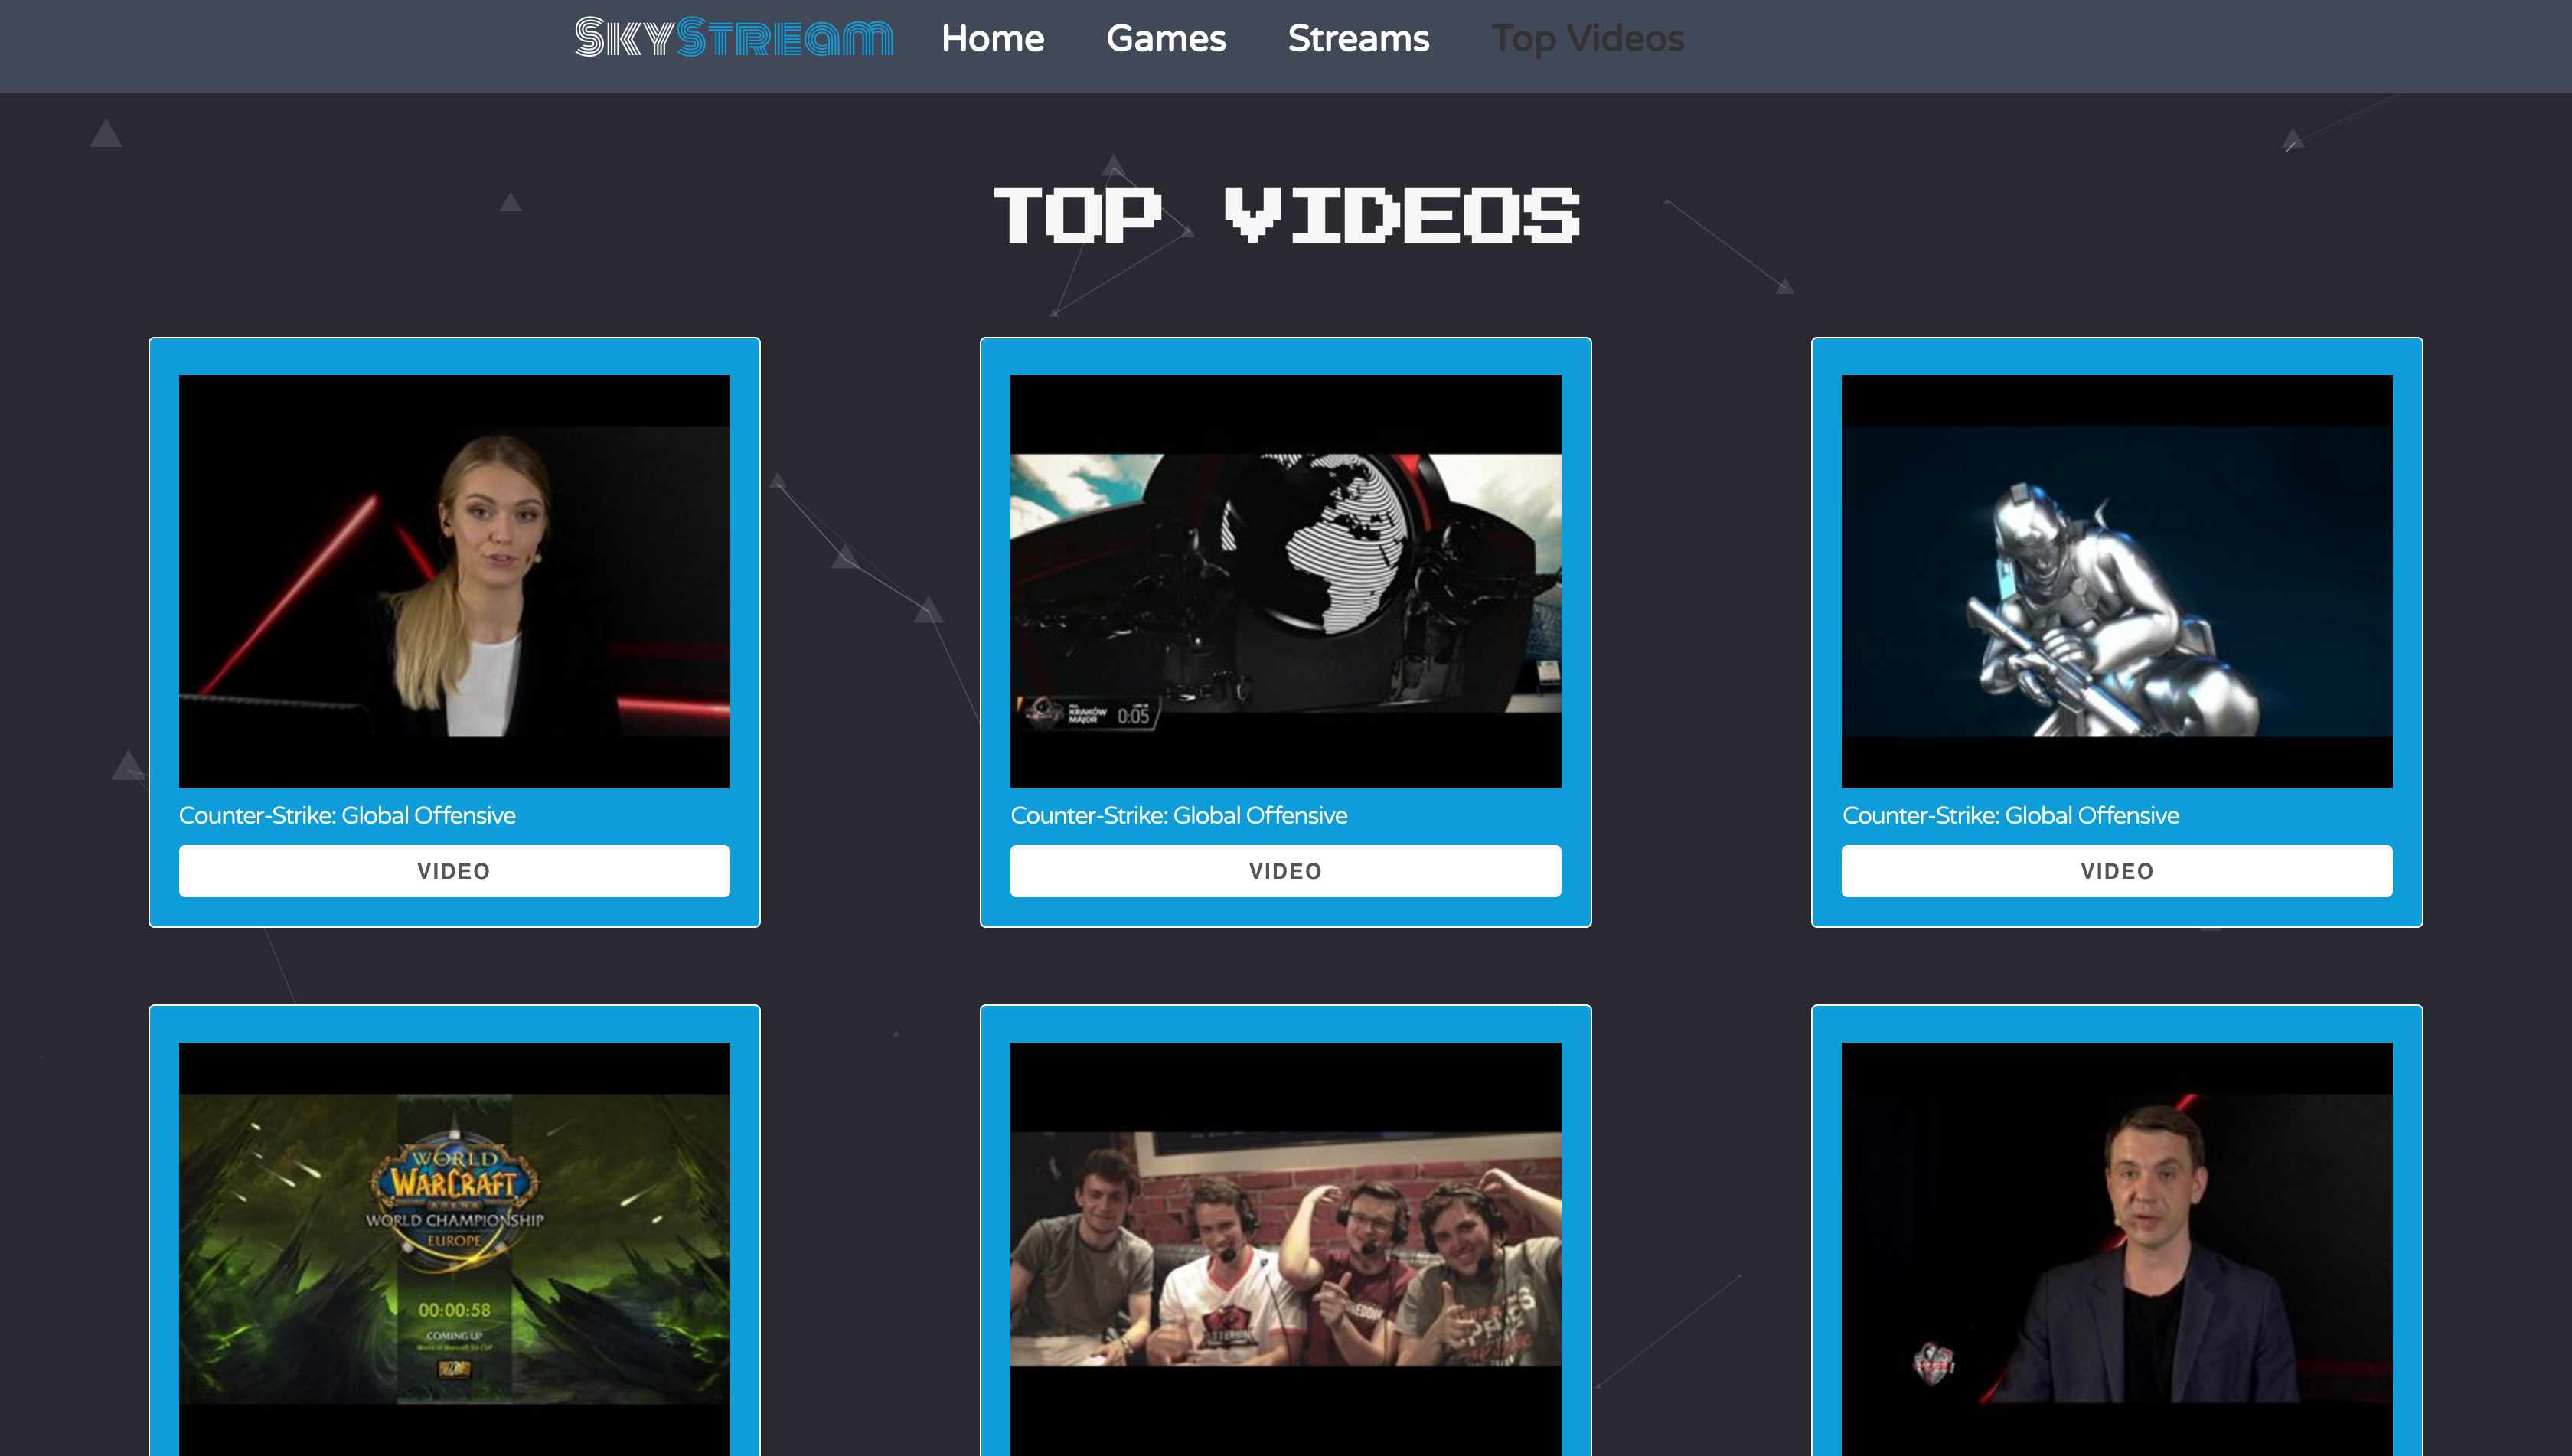 SKYSTREAM Home Games Streams Top Videos
TOP VIDEOS
KRAKÓW
MAJOR 0:05
Counter-Strike: Global Offensive
Counter-Strike: Global Offensive
Counter-Strike: Global Offensive
VIDEO
VIDEO
VIDEO
WORLD
WARCRAFT
ARENA
WORLD CHAMPIONSHIP
EUROPE
00:00:58
COMING UP